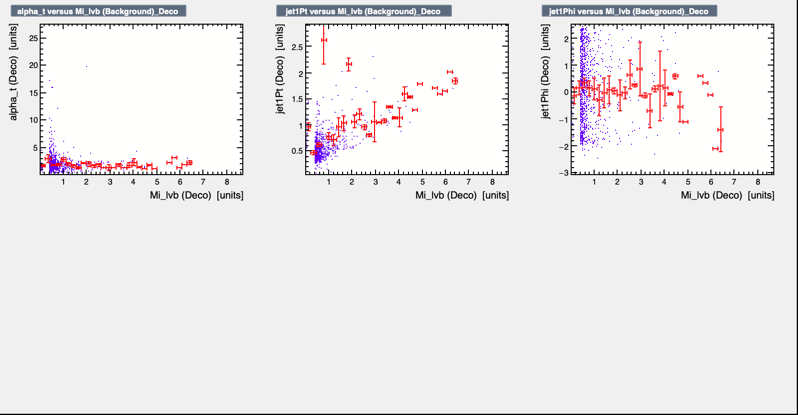 alpha_t versus Mi_lvb (Background)_Deco
alpha_t (Deco) [units]
25
20
15
10
5
1 2 3 4 5 6 7 8
Mi_lvb (Deco) [units]
jet1Pt versus Mi_lvb (Background)_Deco
jet1Pt (Deco) [units]
2.5
2
1.5
1
0.5
1 2 3 4 5 6 7 8
Mi_lvb (Deco) [units]
jet1Phi versus Mi_lvb (Background)_Deco
jet1Phi (Deco) [units]
2
1
0
−1
−2
−3
1 2 3 4 5 6 7 8
Mi_lvb (Deco) [units]